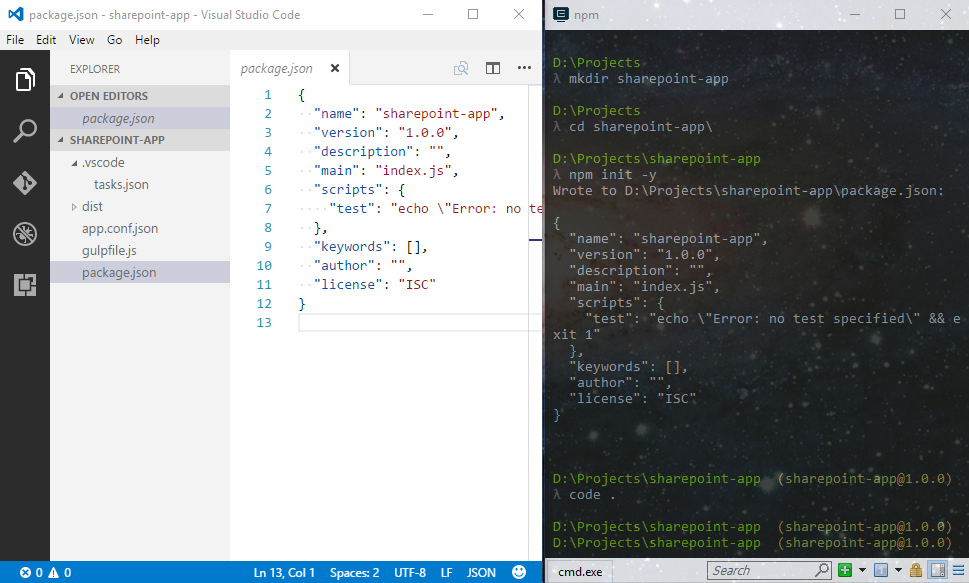 package.json - sharepoint-app - Visual Studio Code
File Edit View Go Help
EXPLORER
OPEN EDITORS
package.json
SHAREPOINT-APP
.vscode
tasks.json
dist
app.conf.json
gulpfile.js
package.json
package.json
1 {
2 "name": "sharepoint-app",
3 "version": "1.0.0",
4 "description": "",
5 "main": "index.js",
6 "scripts": {
7 "test": "echo \"Error: no te
8 },
9 "keywords": [],
10 "author": "",
11 "license": "ISC"
12 }
13
0 0 Ln 13, Col 1 Spaces: 2 UTF-8 LF JSON
npm
D:\Projects
λ mkdir sharepoint-app
D:\Projects
λ cd sharepoint-app\
D:\Projects\sharepoint-app
λ npm init -y
Wrote to D:\Projects\sharepoint-app\package.json:
{
"name": "sharepoint-app",
"version": "1.0.0",
"description": "",
"main": "index.js",
"scripts": {
"test": "echo \"Error: no test specified\" && e
xit 1"
},
"keywords": [],
"author": "",
"license": "ISC"
}
D:\Projects\sharepoint-app (sharepoint-app@1.0.0)
λ code .
D:\Projects\sharepoint-app (sharepoint-app@1.0.0)
D:\Projects\sharepoint-app (sharepoint-app@1.0.0)
cmd.exe Search